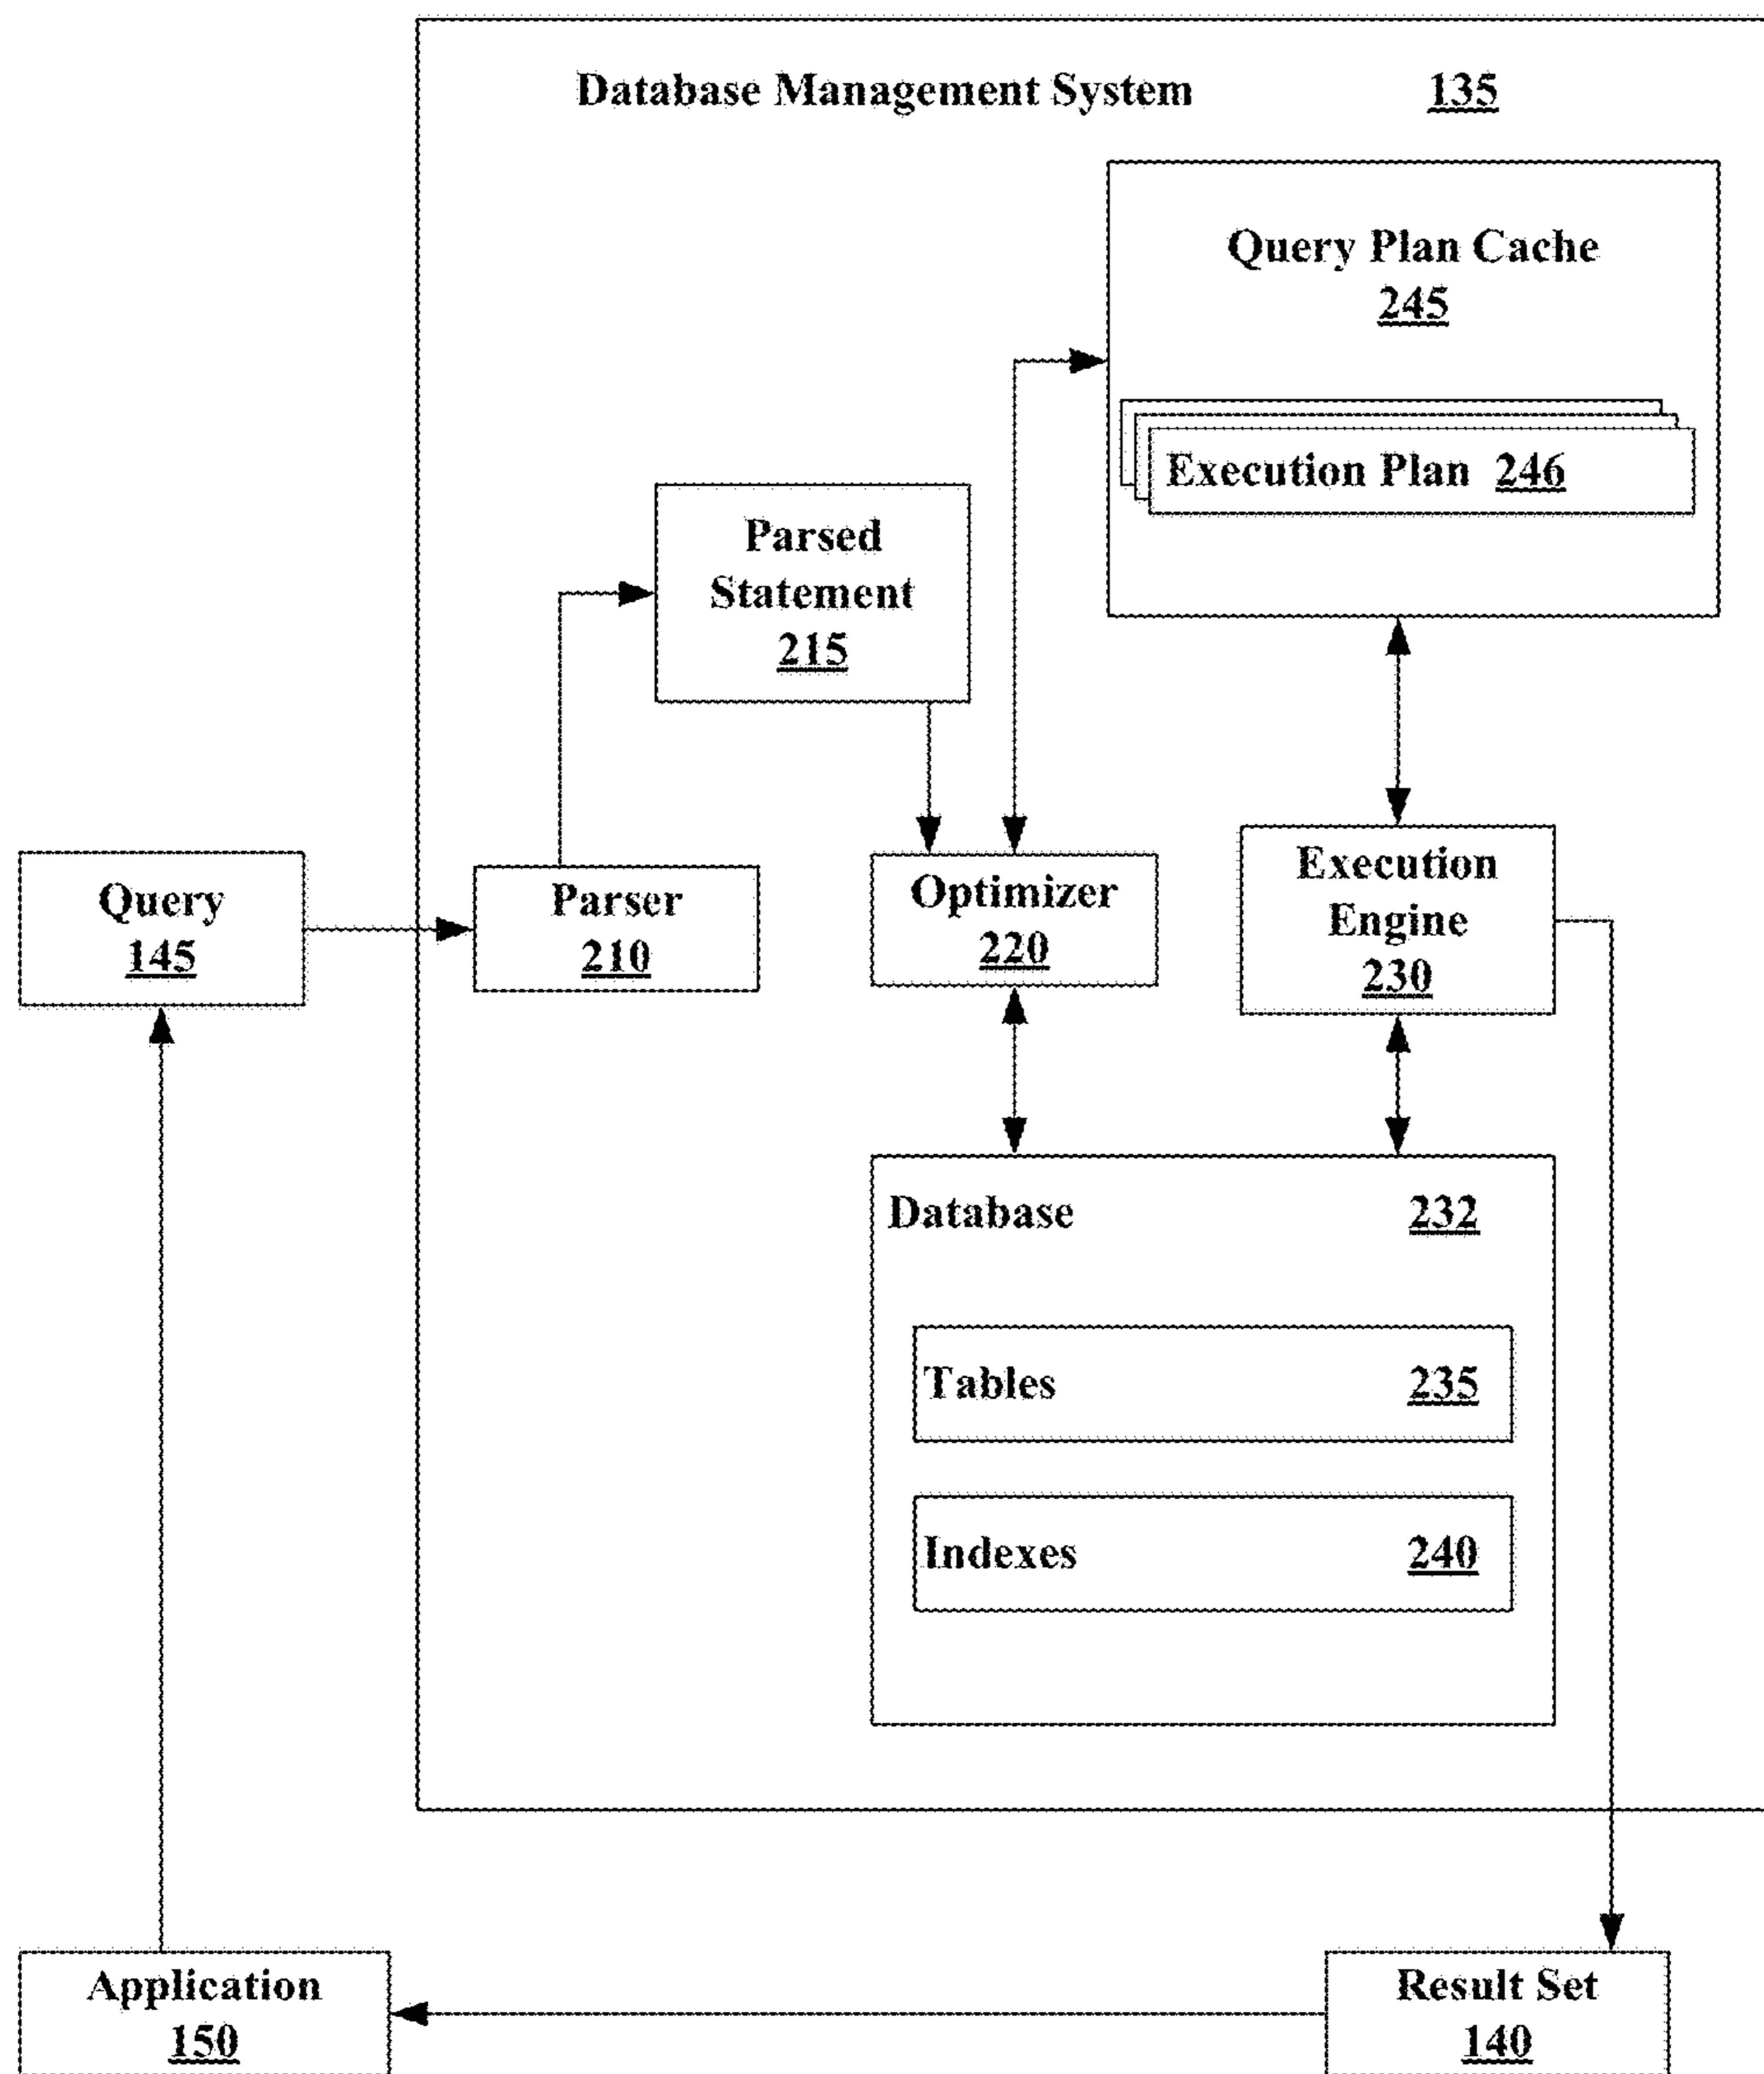 Database Management System 135
Query Plan Cache
245
Execution Plan 246
Parsed
Statement
215
Query
145
Parser
210
Optimizer
220
Execution
Engine
230
Database 232
Tables 235
Indexes 240
Application
150
Result Set
140